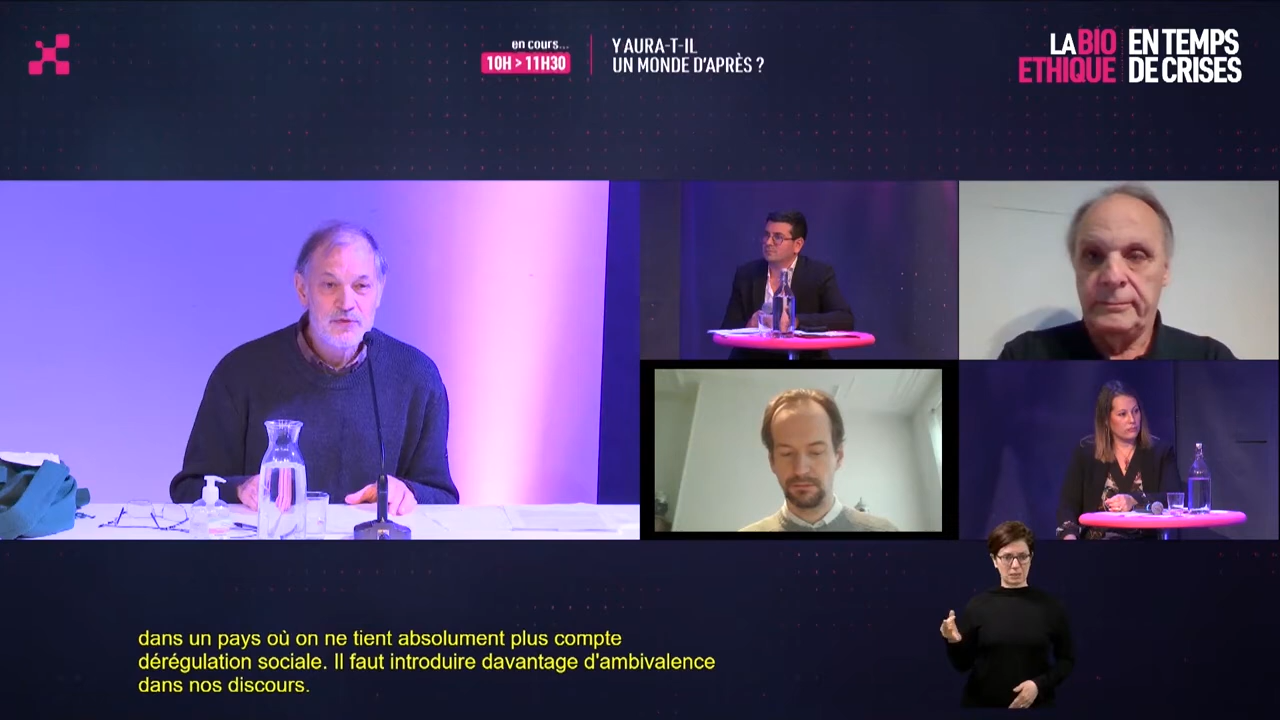 en cours...
10H > 11H30
Y AURA-T-IL
UN MONDE D'APRÈS ?
LA BIO
ETHIQUE
EN TEMPS
DE CRISES
dans un pays où on ne tient absolument plus compte
dérégulation sociale. Il faut introduire davantage d'ambivalence
dans nos discours.